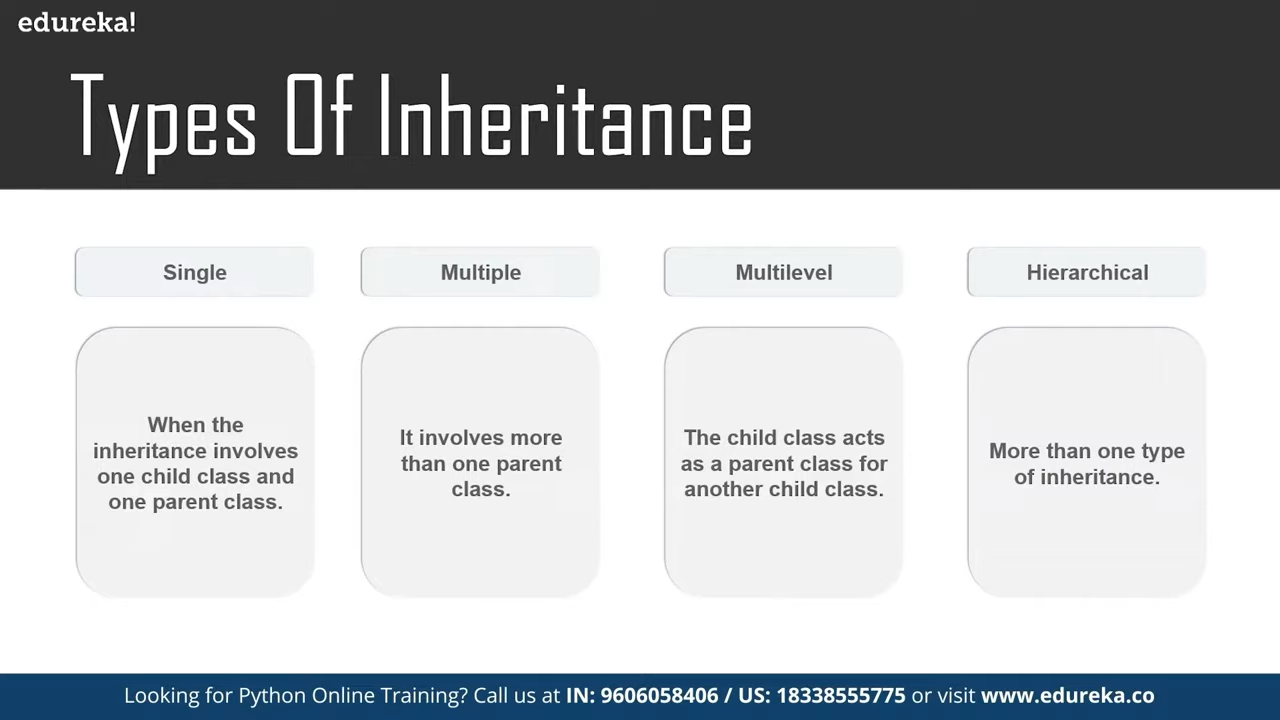 edureka!
Types Of Inheritance
Single
Multiple
Multilevel
Hierarchical
When the
inheritance involves
one child class and
one parent class.
It involves more
than one parent
class.
The child class acts
as a parent class for
another child class.
More than one type
of inheritance.
Looking for Python Online Training? Call us at IN: 9606058406 / US: 18338555775 or visit www.edureka.co